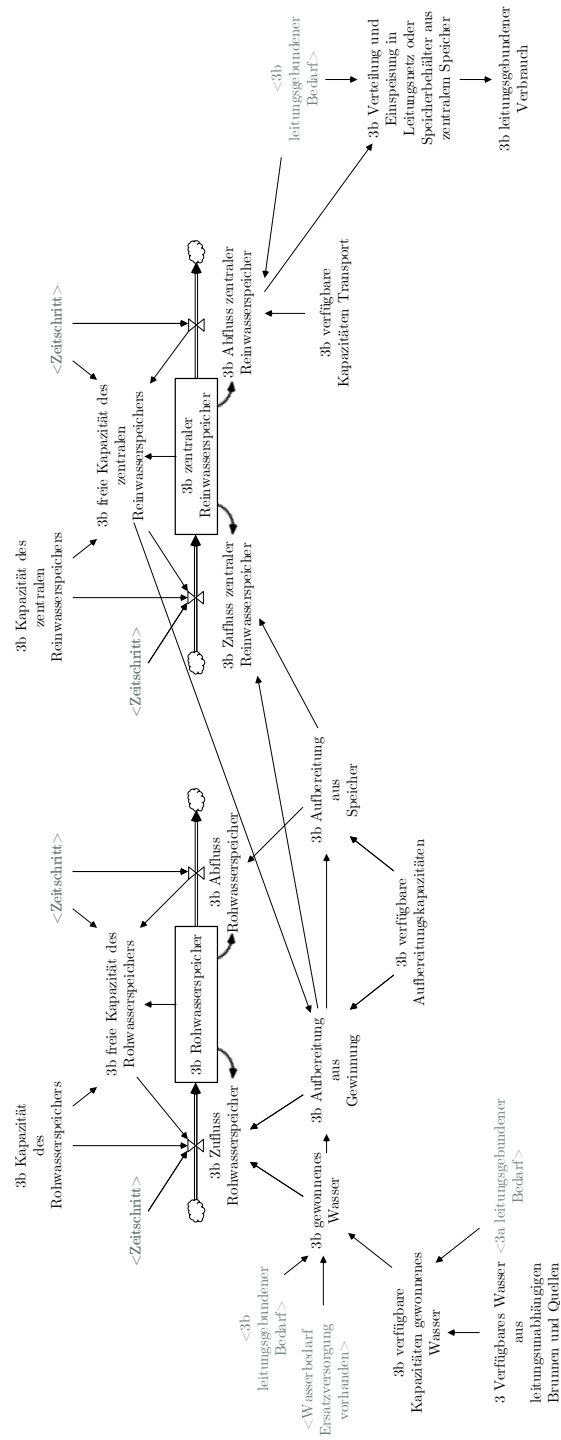 3b Kapazität
des
Rohwasserspeichers
<Zeitschritt>
3b freie Kapazität des
Rohwasserspeichers
<Zeitschritt>
3b Zufluss
Rohwasserspeicher
3b Rohwasserspeicher
3b Abfluss
Rohwasserspeicher
3b Kapazität des
zentralen
Reinwasserspeichers
<Zeitschritt>
3b freie Kapazität des
zentralen
Reinwasserspeichers
<Zeitschritt>
3b Zufluss zentraler
Reinwasserspeicher
3b zentraler
Reinwasserspeicher
3b Abfluss zentraler
Reinwasserspeicher
<3b
leitungsgebundener
Bedarf>
<Wasserbedarf
Ersatzversorgung
vorhanden>
3b gewonnenes
Wasser
3b Aufbereitung
aus
Gewinnung
3b Aufbereitung
aus
Speicher
3b verfügbare
Kapazitäten Transport
<3b
leitungsgebundener
Bedarf>
3b Verteilung und
Einspeisung in
Leitungsnetz oder
Speicherbehälter aus
zentralem Speicher
3b leitungsgebundener
Verbrauch
3b verfügbare
Kapazitäten gewonnenes
Wasser
3b verfügbare
Aufbereitungskapazitäten
3 Verfügbares Wasser
aus
leitungsunabhängigen
Brunnen und Quellen
<3a leitungsgebundener
Bedarf>